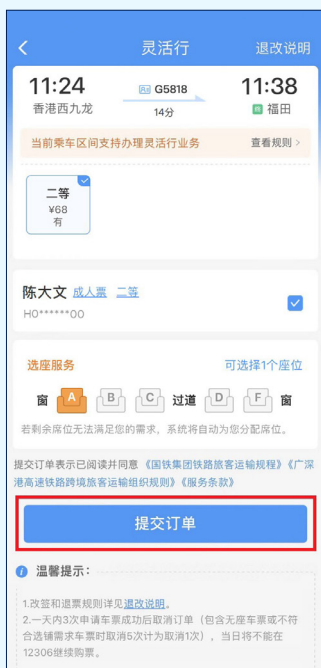 灵活行 退改说明
11:24 G5818 11:38
香港西九龙 14分 福田
当前乘车区间支持办理灵活行业务 查看规则 >
二等
¥68
有
陈大文 成人票 二等
H0******00
选座服务 可选择1个座位
窗 A B C 过道 D F 窗
若剩余席位无法满足您的需求，系统将自动为您分配席位。
提交订单表示已阅读并同意 《国铁集团铁路旅客运输规程》《广深
港高速铁路跨境旅客运输组织规则》《服务条款》
提交订单
温馨提示：
1.改签和退票规则详见退改说明。
2.一天内3次申请车票成功后取消订单（包含无座车票或不符
合选铺需求车票时取消5次计为取消1次），当日将不能在
12306继续购票。